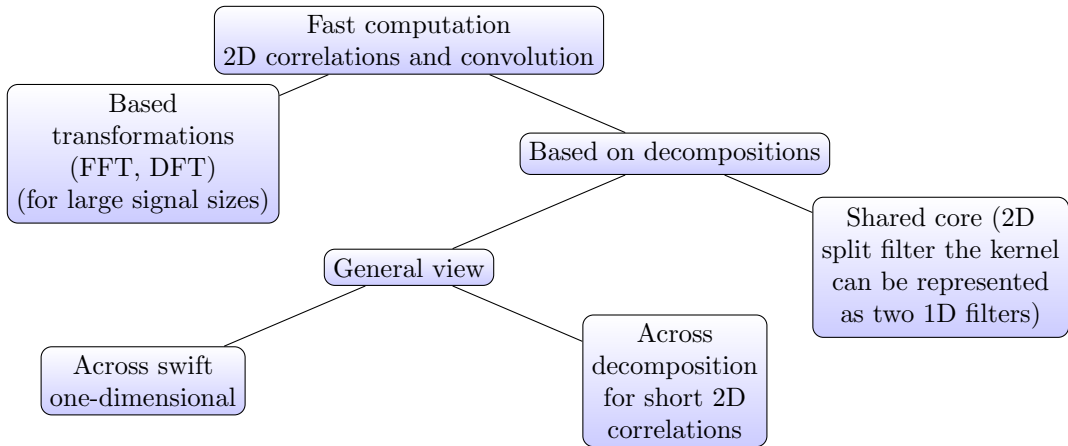 Fast computation
2D correlations and convolution
Based
transformations
(FFT, DFT)
(for large signal sizes)
Based on decompositions
Shared core (2D
split filter the kernel
can be represented
as two 1D filters)
General view
Across swift
one-dimensional
Across
decomposition
for short 2D
correlations